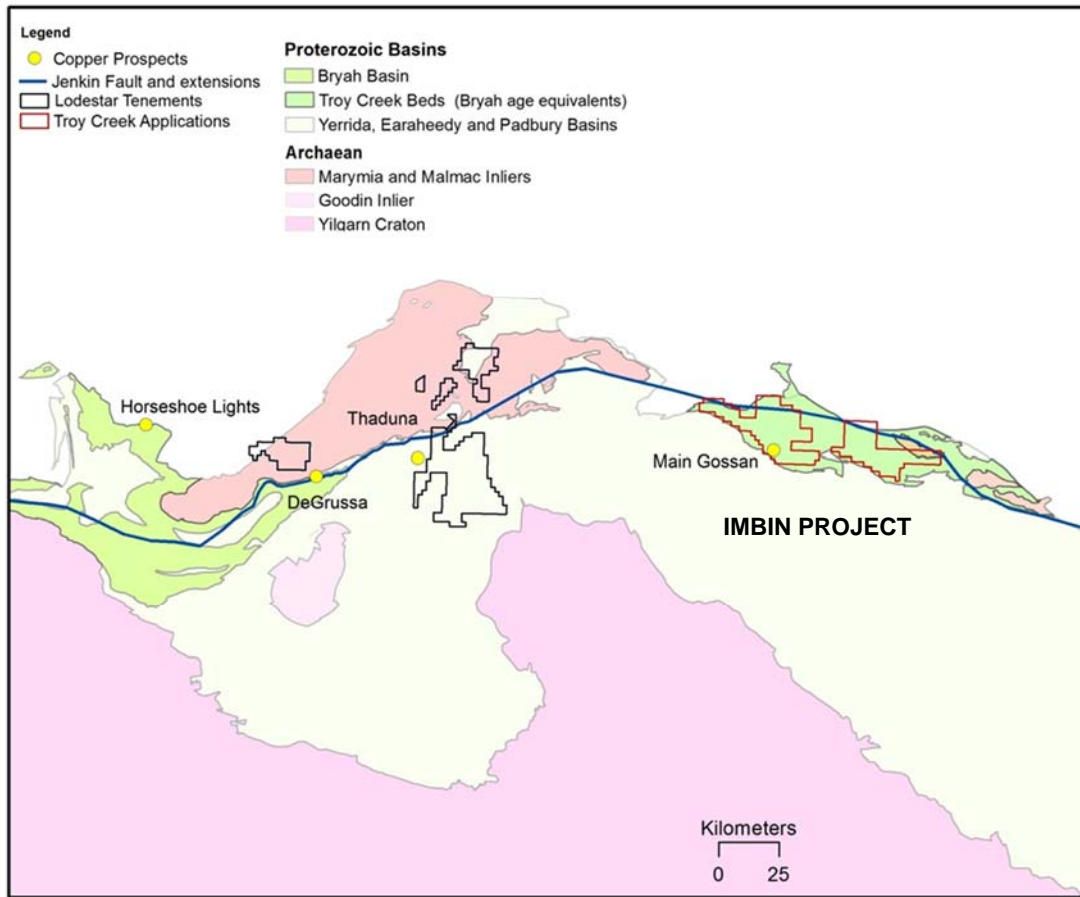 Legend
Copper Prospects
Jenkin Fault and extensions
Lodestar Tenements
Troy Creek Applications
Proterozoic Basins
Bryah Basin
Troy Creek Beds (Bryah age equivalents)
Yerrida, Earaheedy and Padbury Basins
Archaean
Marymia and Malmac Inliers
Goodin Inlier
Yilgarn Craton
Horseshoe Lights
Thaduna
DeGrussa
Main Gossan
IMBIN PROJECT
Kilometers
0 25